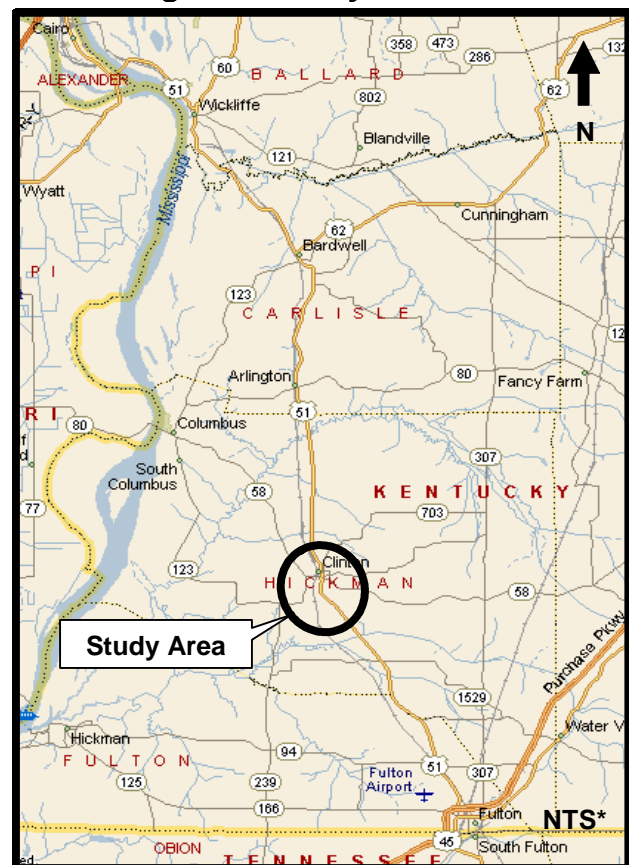 Cairo
358
473
286
132
60
BALLARD
ALEXANDER
51
62
802
Wickliffe
N
Blandville
121
Wyatt
Mississippi
Cunningham
62
Bardwell
PI
123
CARLISLE
12
Arlington
80
Fancy Farm
51
RI
80
Columbus
307
South
Columbus
58
KENTUCKY
77
703
Clinton
123
HICKMAN
58
Study Area
Purchase Pkwy
1529
Water V
Hickman
94
FULTON
51
307
125
239
Fulton
Airport
166
Fulton
NTS*
45
South Fulton
OBION
TENNESSEE